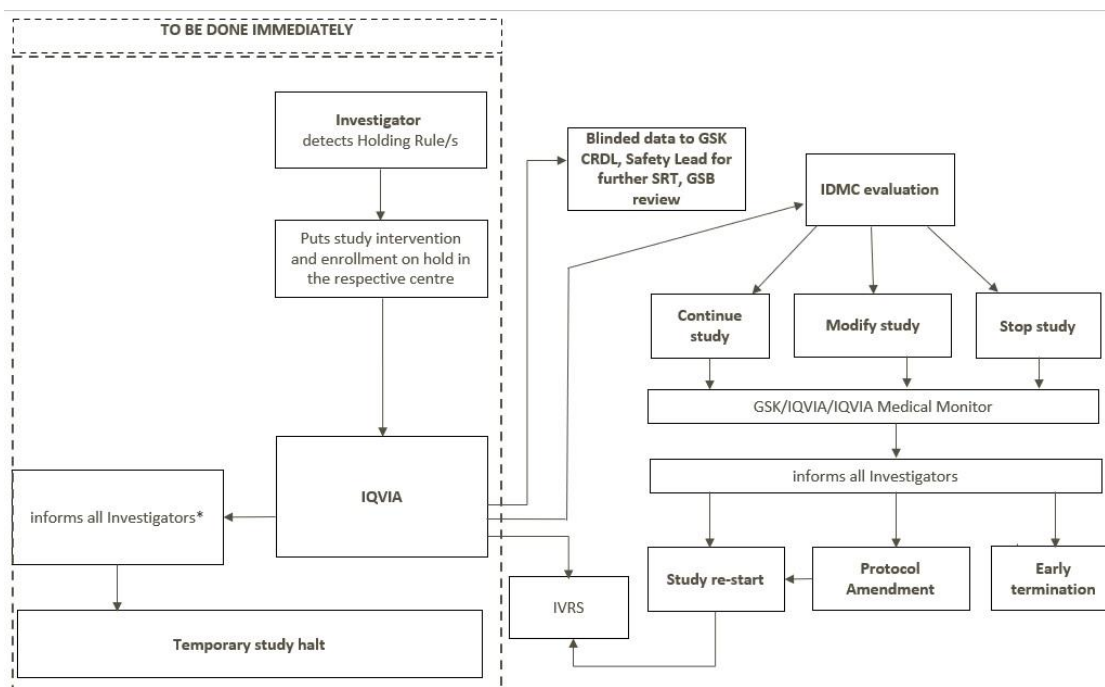 TO BE DONE IMMEDIATELY
Investigator
detects Holding Rule/s
Puts study intervention
and enrollment on hold in
the respective centre
IQVIA
informs all Investigators*
Temporary study halt
Blinded data to GSK
CRDL, Safety Lead for
further SRT, GSB
review
IDMC evaluation
Continue
study
Modify study
Stop study
GSK/IQVIA/IQVIA Medical Monitor
informs all Investigators
Study re-start
Protocol
Amendment
Early
termination
IVRS